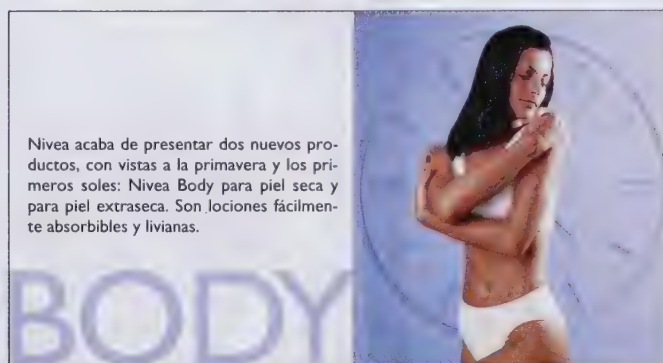 Nivea acaba de presentar dos nuevos pro-
ductos, con vistas a la primavera y los pri-
meros soles: Nivea Body para piel seca y
para piel extraseca. Son lociones fácilmen-
te absorbibles y livianas.
BODY